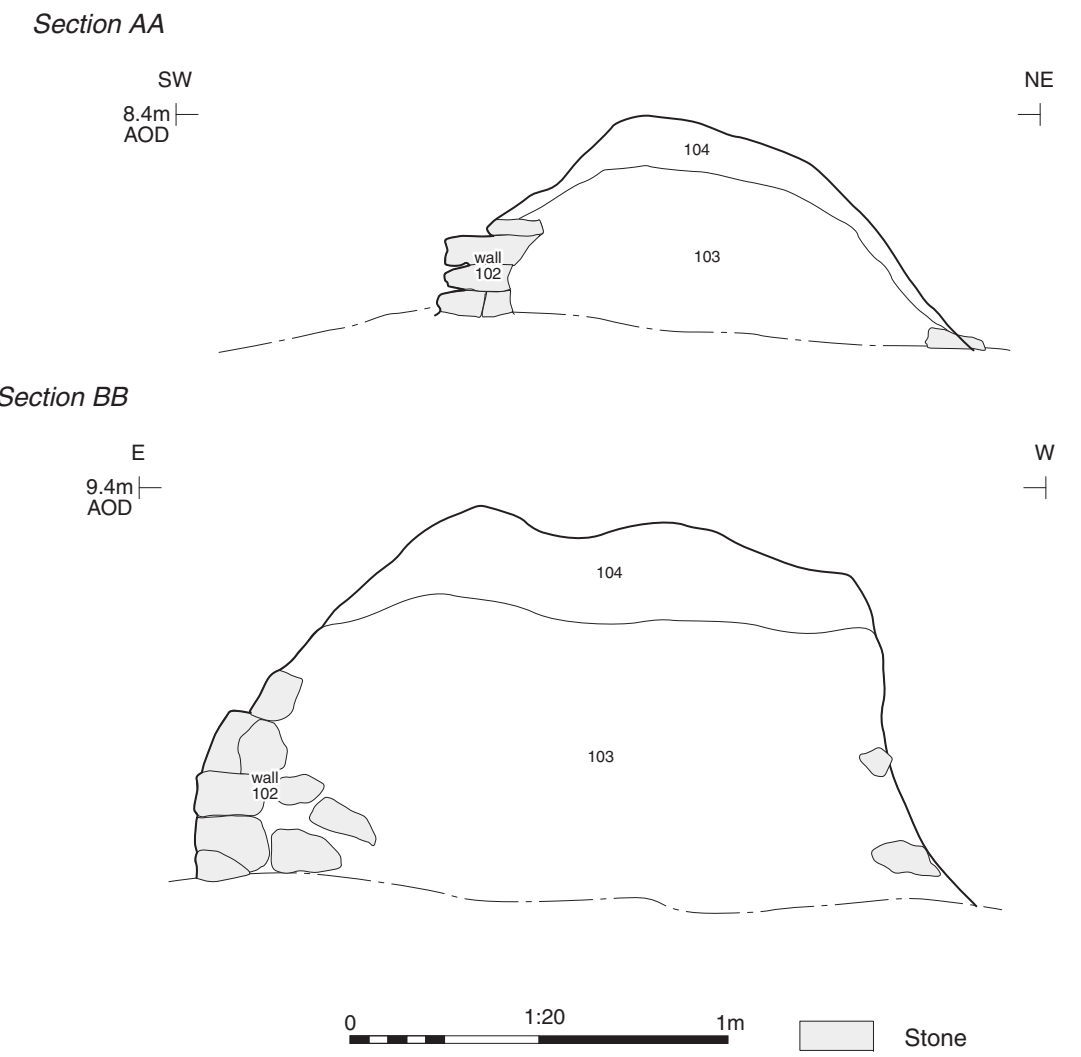 Section AA
SW
NE
8.4m
AOD
104
103
wall
102
Section BB
E
W
9.4m
AOD
104
103
wall
102
0
1:20
1m
Stone